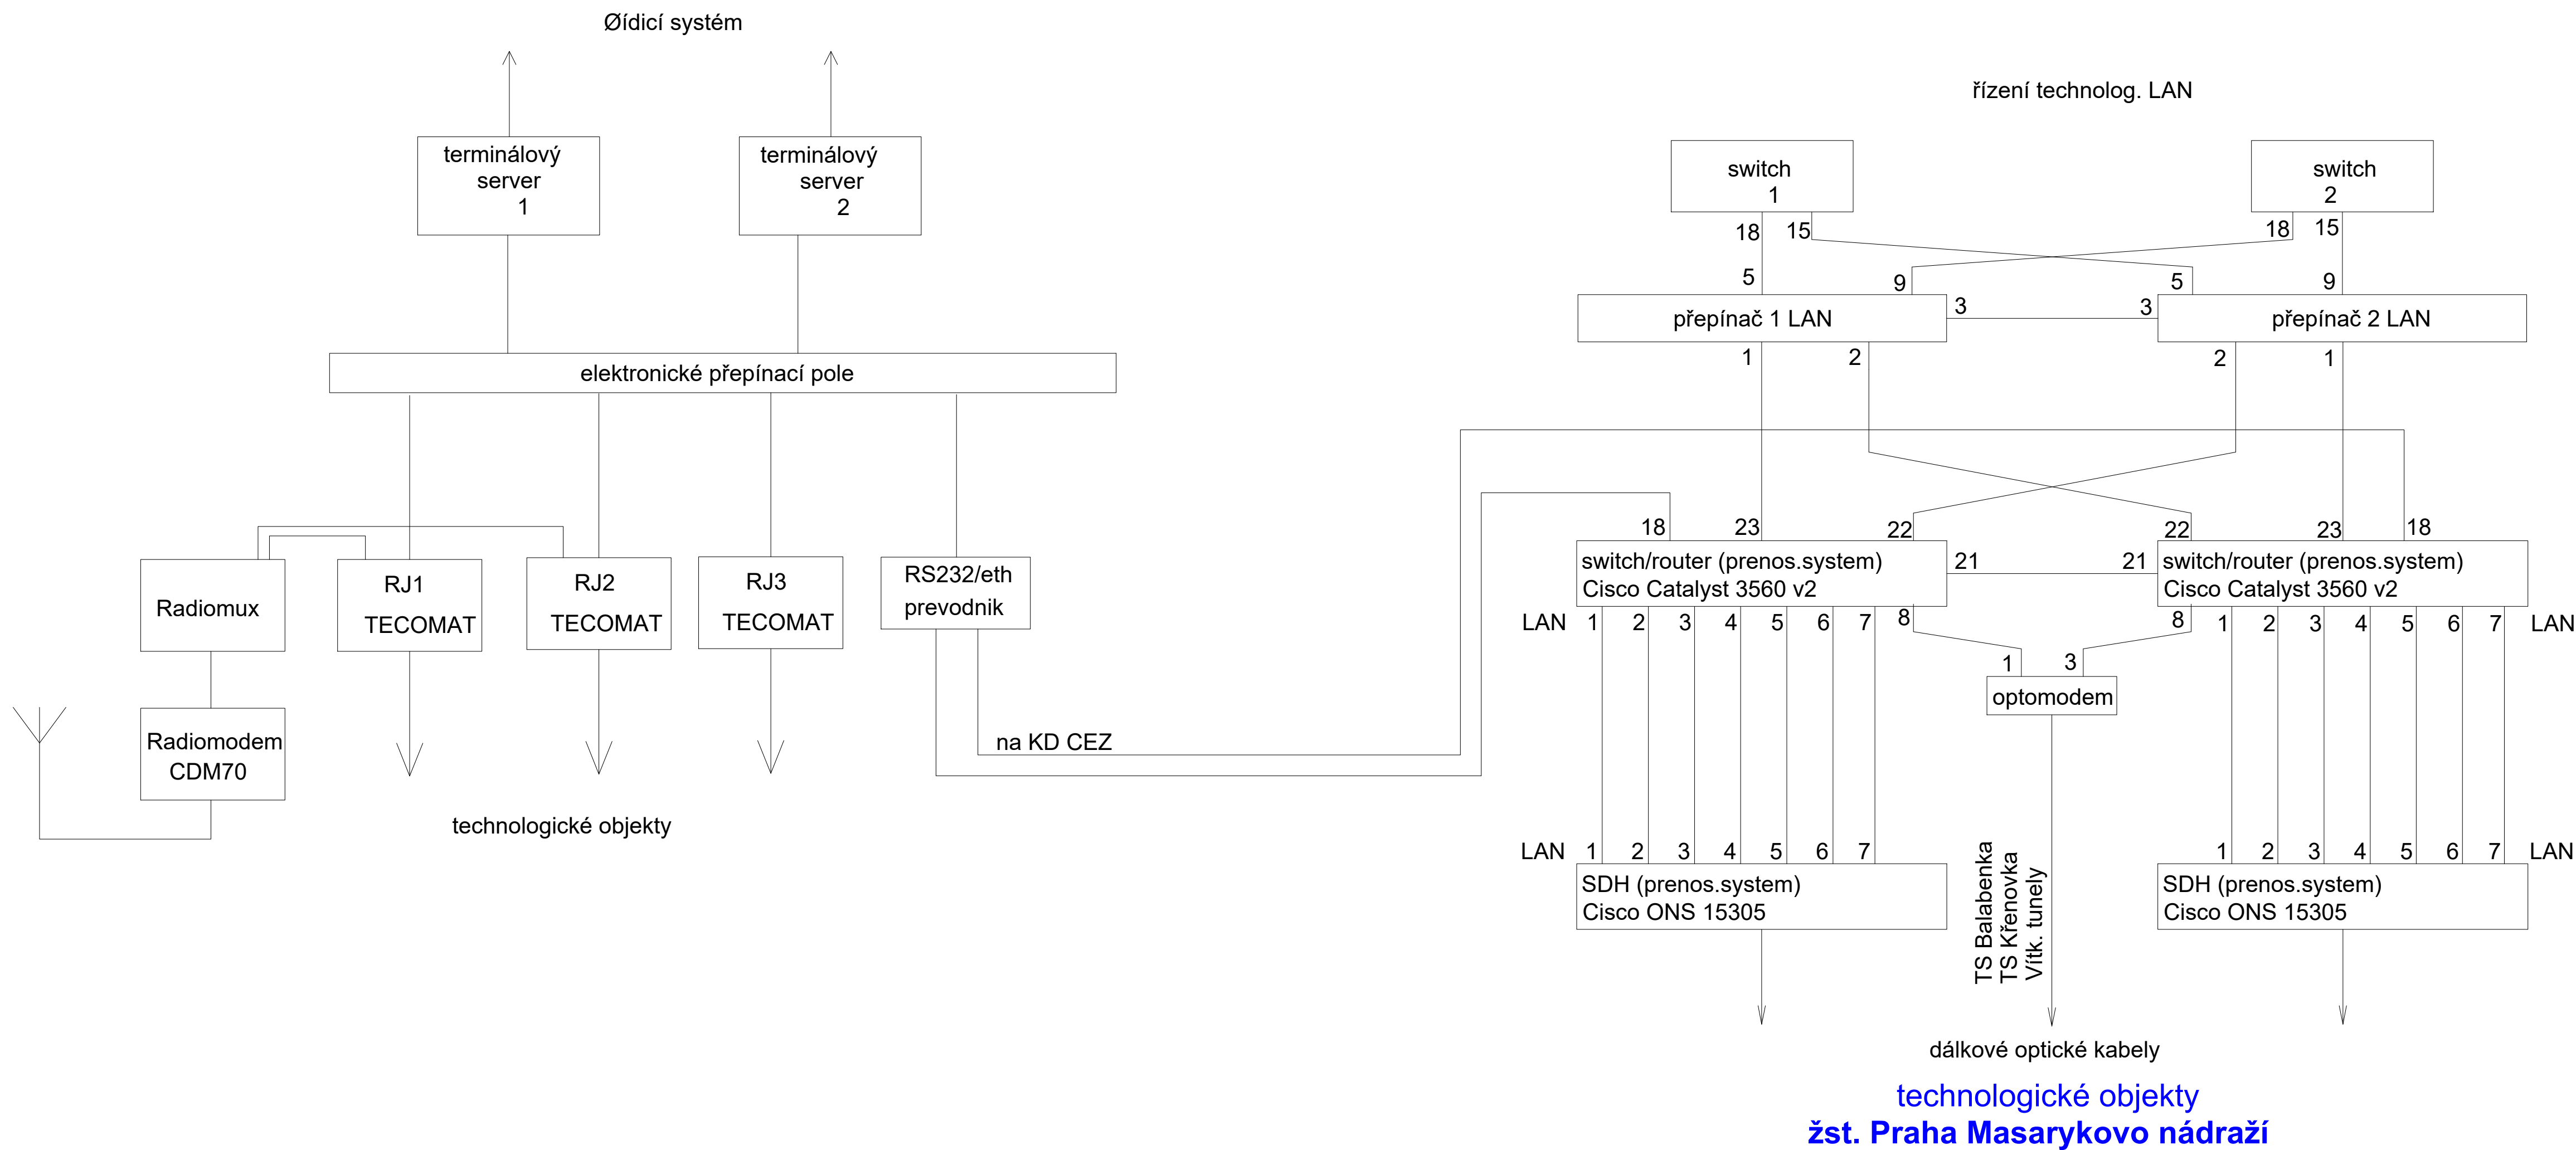 Øídicí systém
řízení technolog. LAN
terminálový
server
1
terminálový
server
2
switch
1
switch
2
18
15
18
15
5
9
5
9
přepínač 1 LAN
3
3
přepínač 2 LAN
1
2
2
1
elektronické přepínací pole
18
23
22
22
23
18
switch/router (prenos.system)
Cisco Catalyst 3560 v2
21
21
switch/router (prenos.system)
Cisco Catalyst 3560 v2
Radiomux
RJ1
TECOMAT
RJ2
TECOMAT
RJ3
TECOMAT
RS232/eth
prevodnik
LAN
1
2
3
4
5
6
7
8
8
1
2
3
4
5
6
7
LAN
1
3
optomodem
Radiomodem
CDM70
na KD CEZ
technologické objekty
LAN
1
2
3
4
5
6
7
1
2
3
4
5
6
7
LAN
SDH (prenos.system)
Cisco ONS 15305
TS Balabenka
TS Křenovka
Vítk. tunely
SDH (prenos.system)
Cisco ONS 15305
dálkové optické kabely
technologické objekty
žst. Praha Masarykovo nádraží